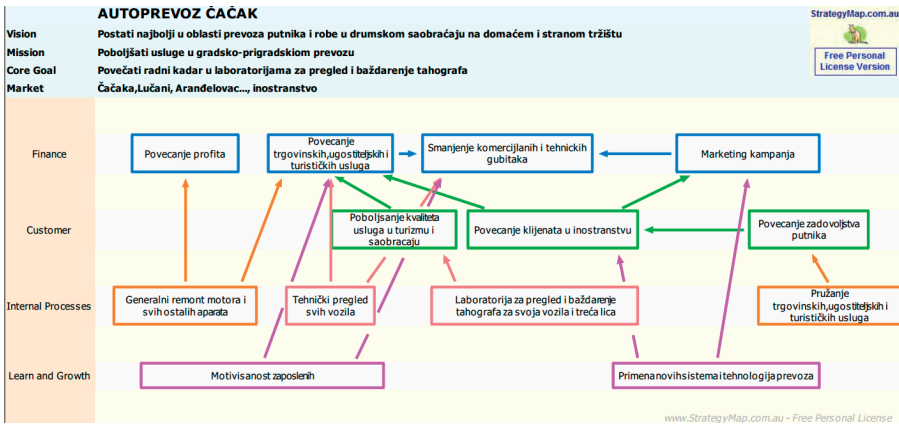 AUTOPREVOZ ČAČAK
StrategyMap.com.au
Free Personal
License Version
Vision Postati najbolji u oblasti prevoza putnika i robe u drumskom saobraćaju na domaćem i stranom tržištu
Mission Poboljšati usluge u gradsko-prigradskiom prevozu
Core Goal Povečati radni kadar u laboratorijama za pregled i baždarenje tahografa
Market Čačaka,Lučani, Aranđelovac..., inostranstvo
Finance
Povecanje profita
Povecanje
trgovinskih,ugostiteljskih i
turističkih usluga
Smanjenje komercijlanih i tehnickih
gubitaka
Marketing kampanja
Customer
Poboljsanje kvaliteta
usluga u turizmu i
saobracaju
Povecanje klijenata u inostranstvu
Povecanje zadovoljstva
putnika
Internal Processes
Generalni remont motora i
svih ostalih aparata
Tehnički pregled
svih vozila
Laboratorija za pregled i baždarenje
tahografa za svoja vozila i treća lica
Pružanje
trgovinskih,ugostiteljskih i
turističkih usluga
Learn and Growth
Motivisanost zaposlenih
Primena novih sistema i tehnologija prevoza
www.StrategyMap.com.au - Free Personal License